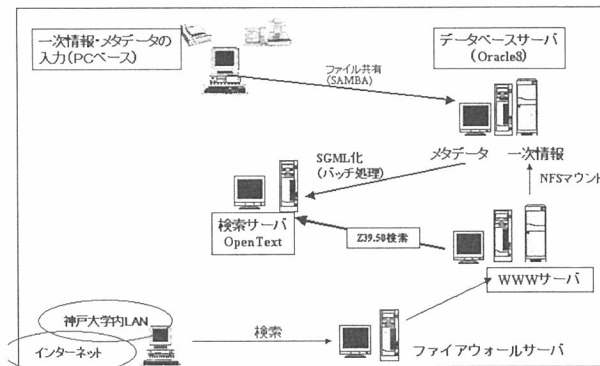 一次情報・メタデータの
入力(PCベース)
データベースサーバ
(Oracle8)
ファイル共有
(SAMBA)
メタデータ 一次情報
SGML化
(バッチ処理)
NFSマウント
検索サーバ
OpenText
Z39.50検索
WWWサーバ
神戸大学内LAN
インターネット
検索
ファイアウォールサーバ